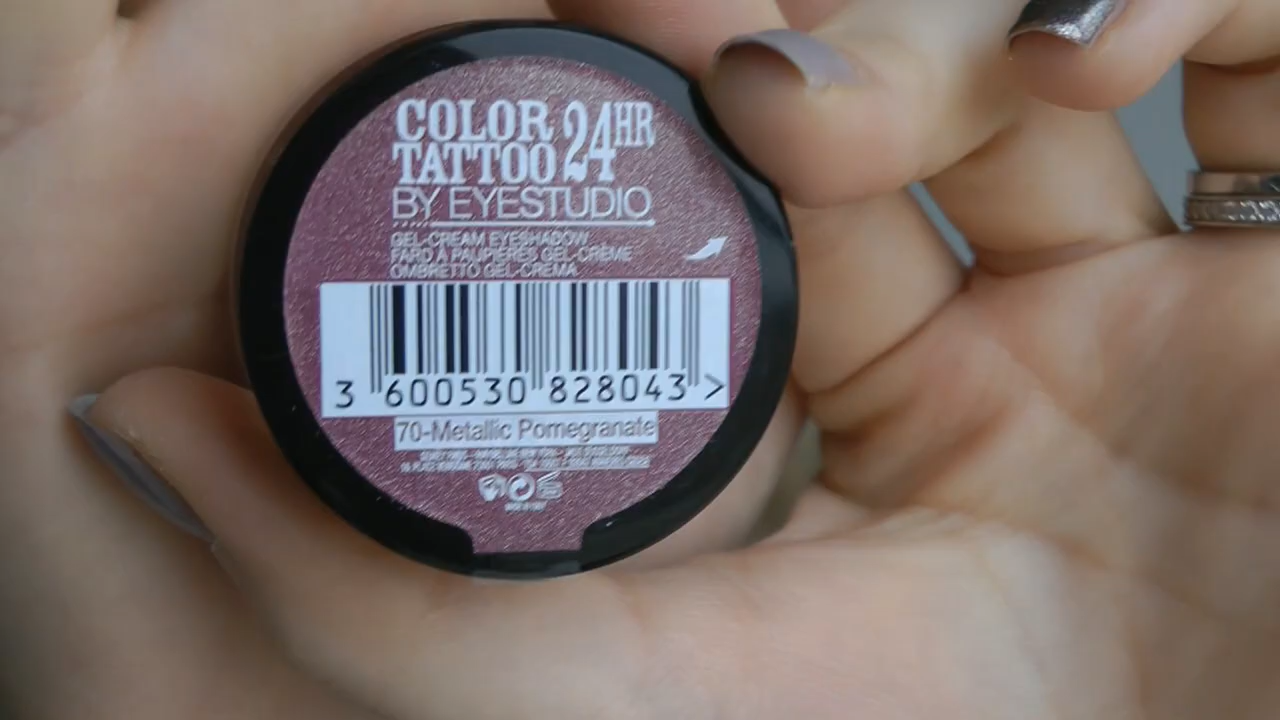 COLOR
TATTOO 24HR
BY EYESTUDIO
GEL-CREAM EYESHADOW
FARD À PAUPIÈRES GEL-CRÈME
OMBRETTO GEL-CREMA
3 600530 828043 >
70-Metallic Pomegranate